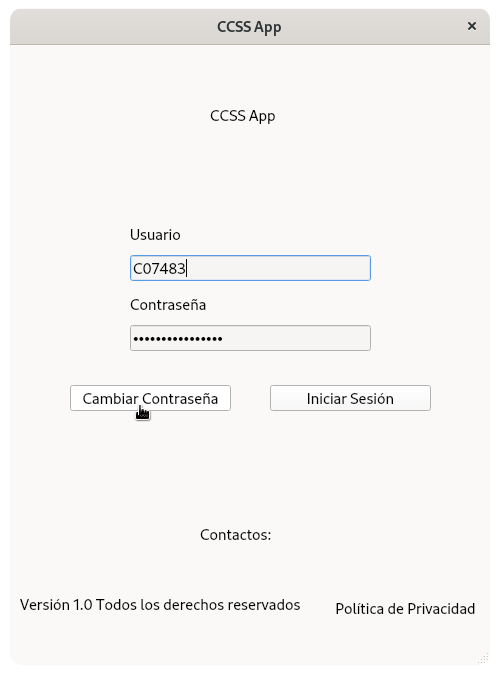 CCSS App
CCSS App
Usuario
C07483
Contraseña
••••••••••••••••
Cambiar Contraseña
Iniciar Sesión
Contactos:
Versión 1.0 Todos los derechos reservados
Política de Privacidad